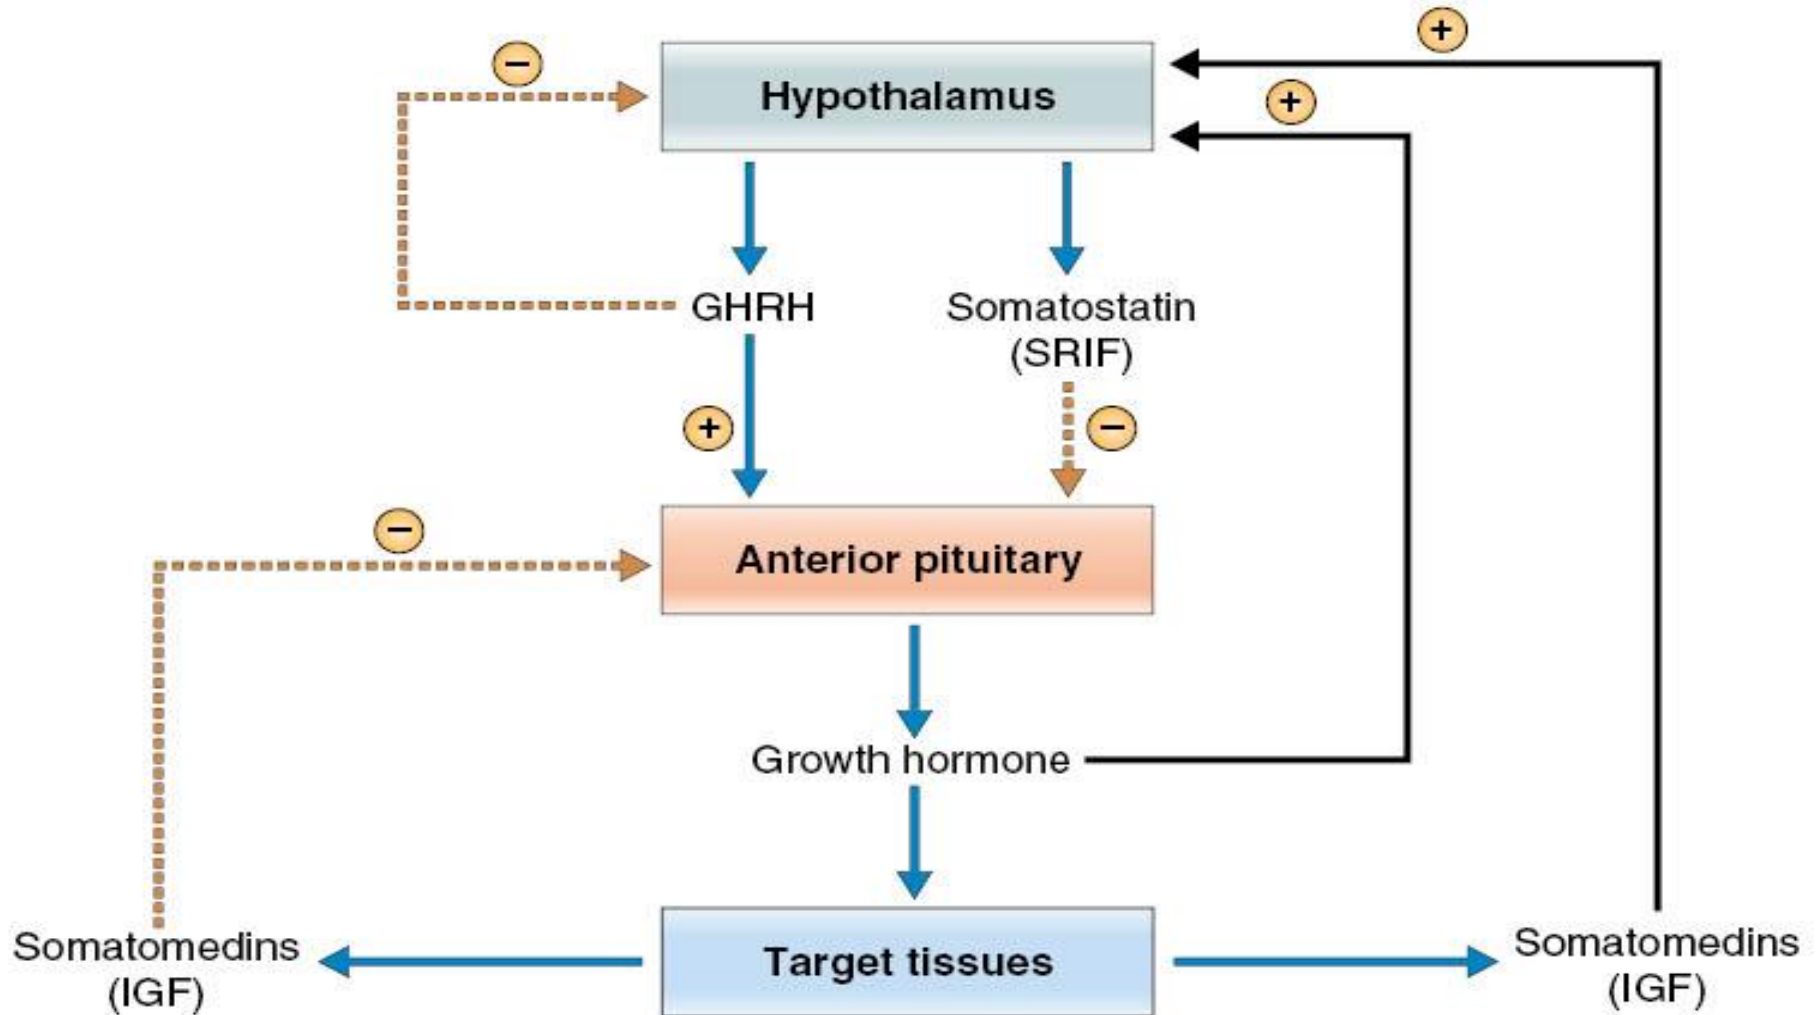 +
−
Hypothalamus
+
GHRH
Somatostatin
(SRIF)
+
−
−
Anterior pituitary
Growth hormone
Somatomedins
(IGF)
Target tissues
Somatomedins
(IGF)